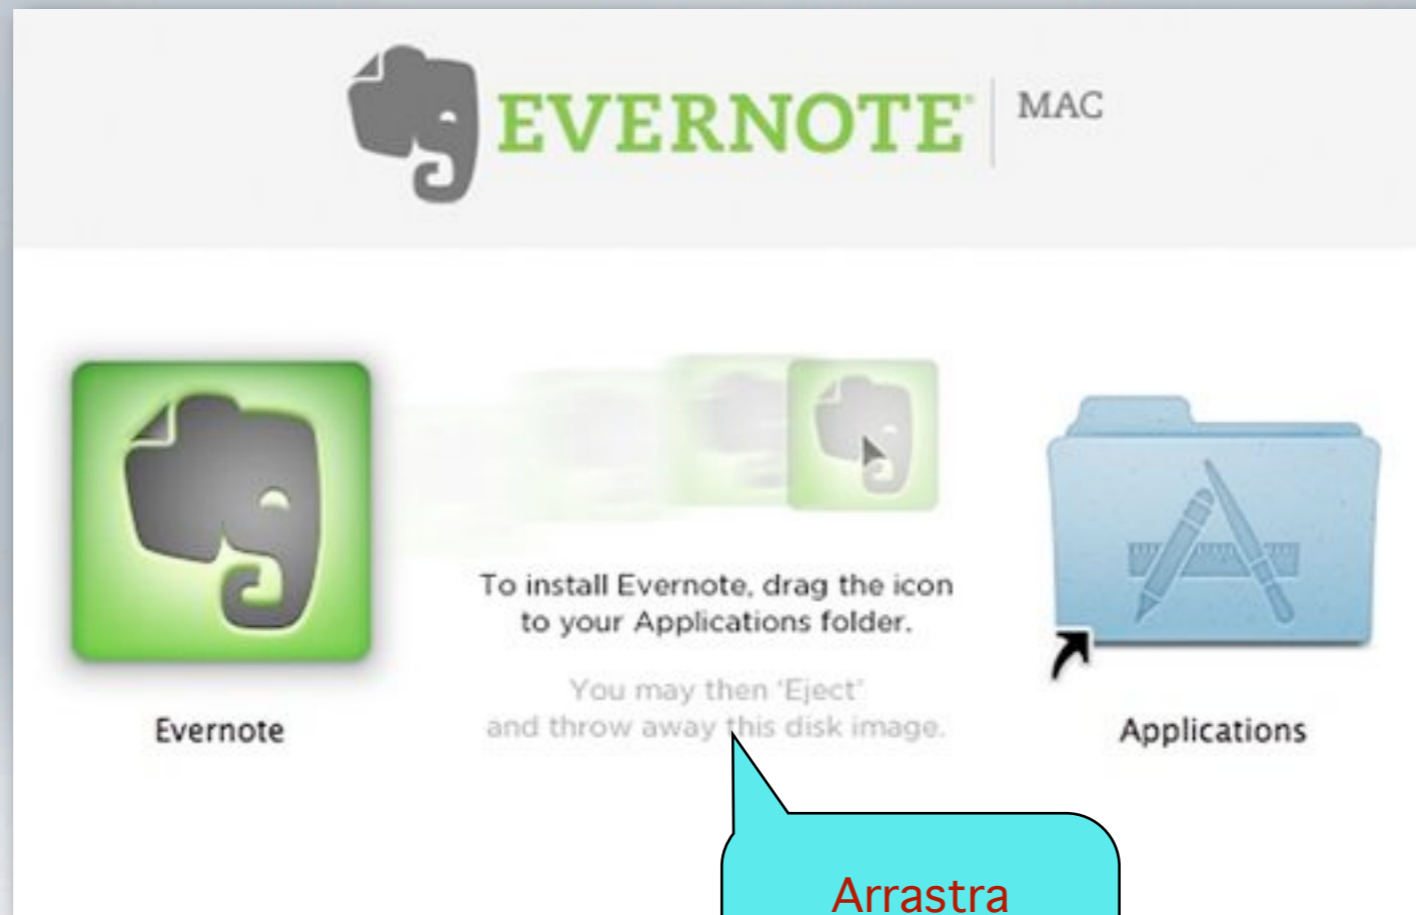 EVERNOTE® | MAC
To install Evernote, drag the icon
to your Applications folder.
You may then 'Eject'
and throw away this disk image.
Evernote
Applications
Arrastra